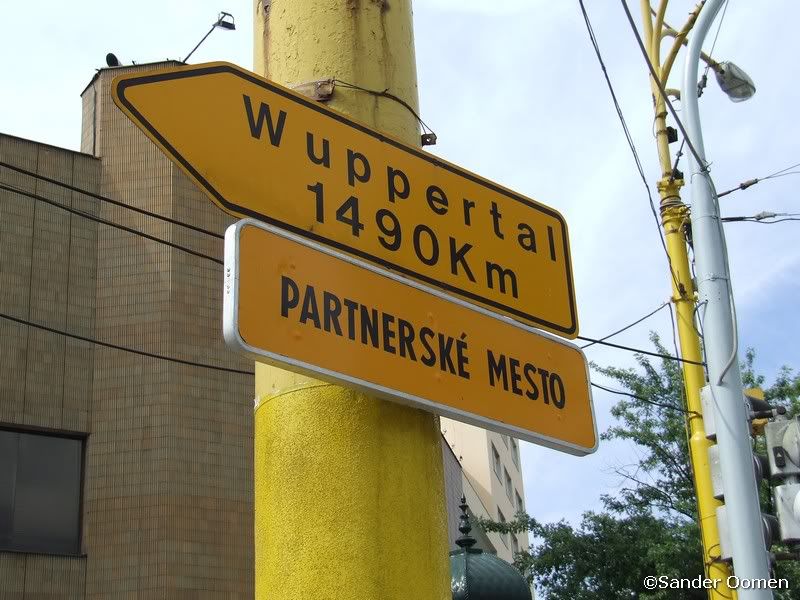 Wuppertal
1490Km
PARTNERSKÉ MESTO
©Sander Oomen